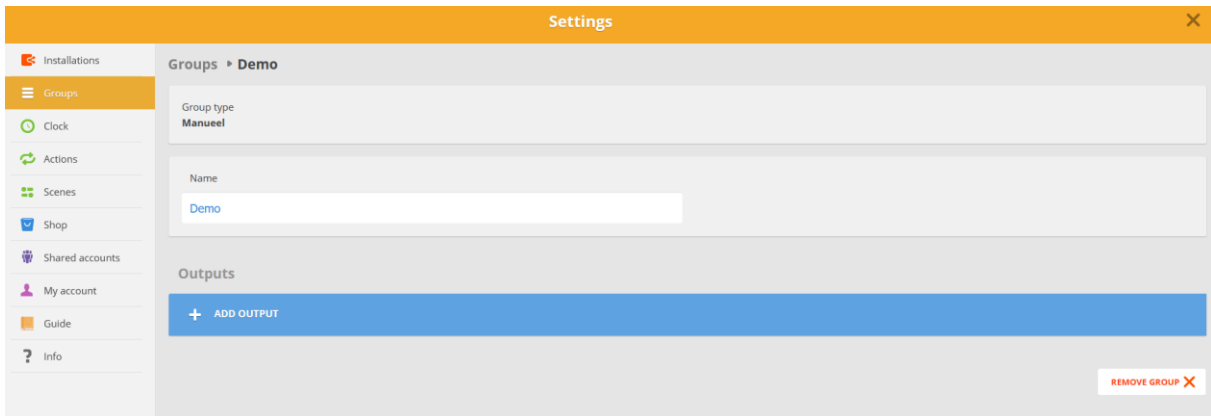 Settings
Installations
Groups
Clock
Actions
Scenes
Shop
Shared accounts
My account
Guide
Info
Groups Demo
Group type
Manueel
Name
Demo
Outputs
ADD OUTPUT
REMOVE GROUP